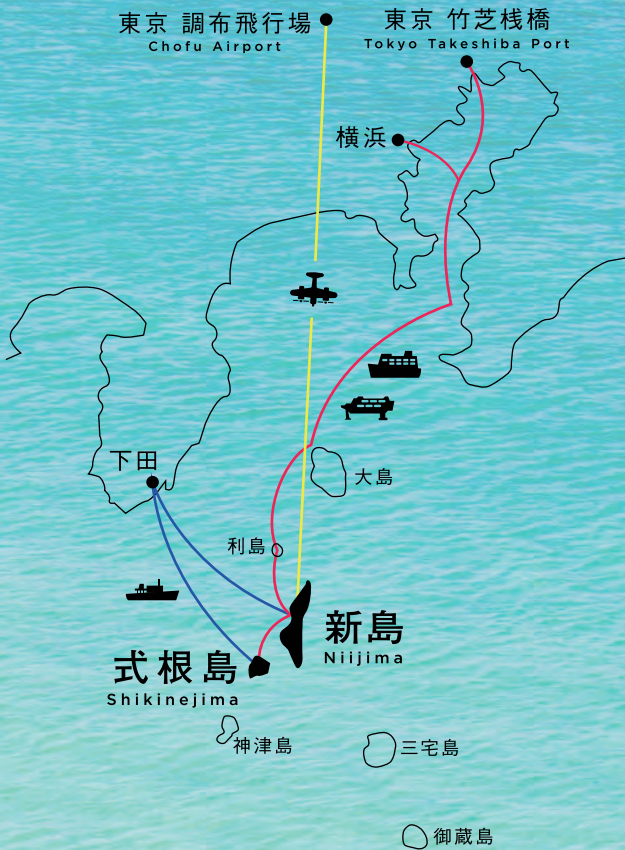 東京 調布飛行場
Chofu Airport
東京 竹芝桟橋
Tokyo Takeshiba Port
横浜
下田
大島
利島
新島
Niijima
式根島
Shikinejima
神津島
三宅島
御蔵島